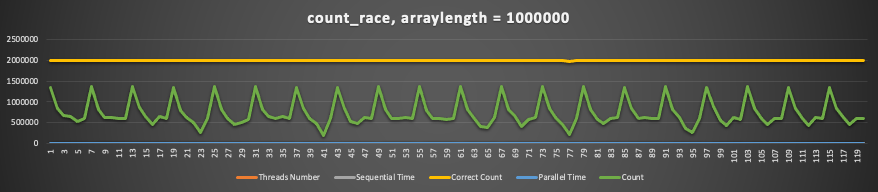 count_race, arraylength = 1000000
2500000
2000000
1500000
1000000
500000
0
1 3 5 7 9 11 13 15 17 19 21 23 25 27 29 31 33 35 37 39 41 43 45 47 49 51 53 55 57 59 61 63 65 67 69 71 73 75 77 79 81 83 85 87 89 91 93 95 97 99 101 103 105 107 109 111 113 115 117 119
Threads Number Sequential Time Correct Count Parallel Time Count